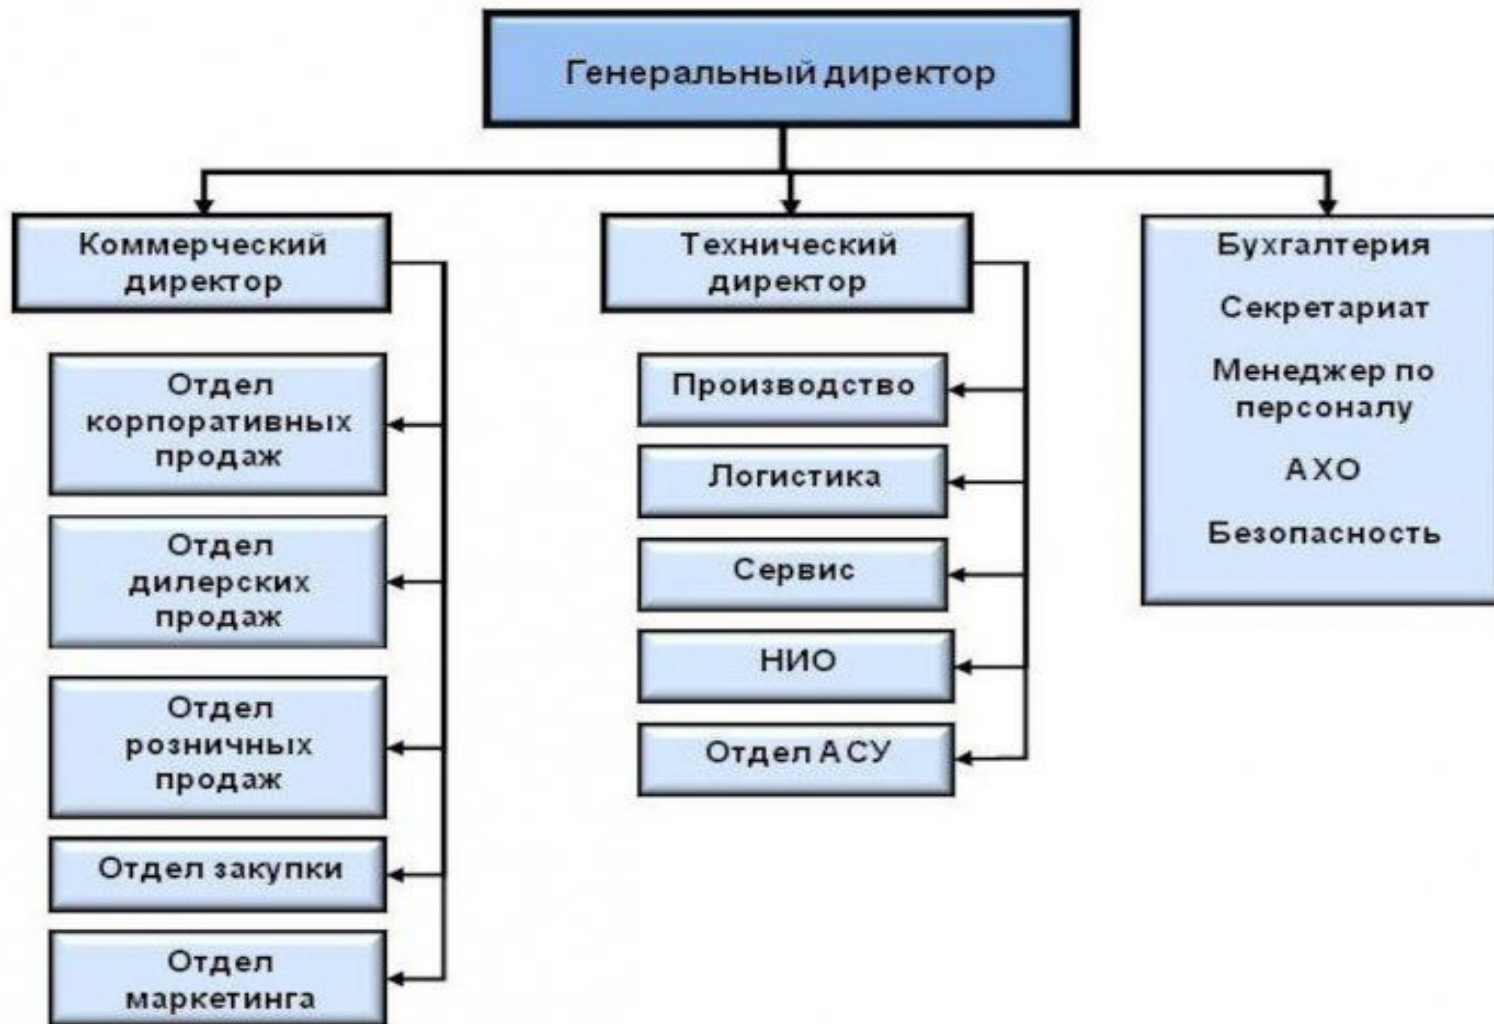 Генеральный директор
Коммерческий
директор
Отдел
корпоративных
продаж
Отдел
дилерских
продаж
Отдел
розничных
продаж
Отдел закупки
Отдел
маркетинга
Технический
директор
Производство
Логистика
Сервис
НИО
Отдел АСУ
Бухгалтерия
Секретариат
Менеджер по
персоналу
АХО
Безопасность